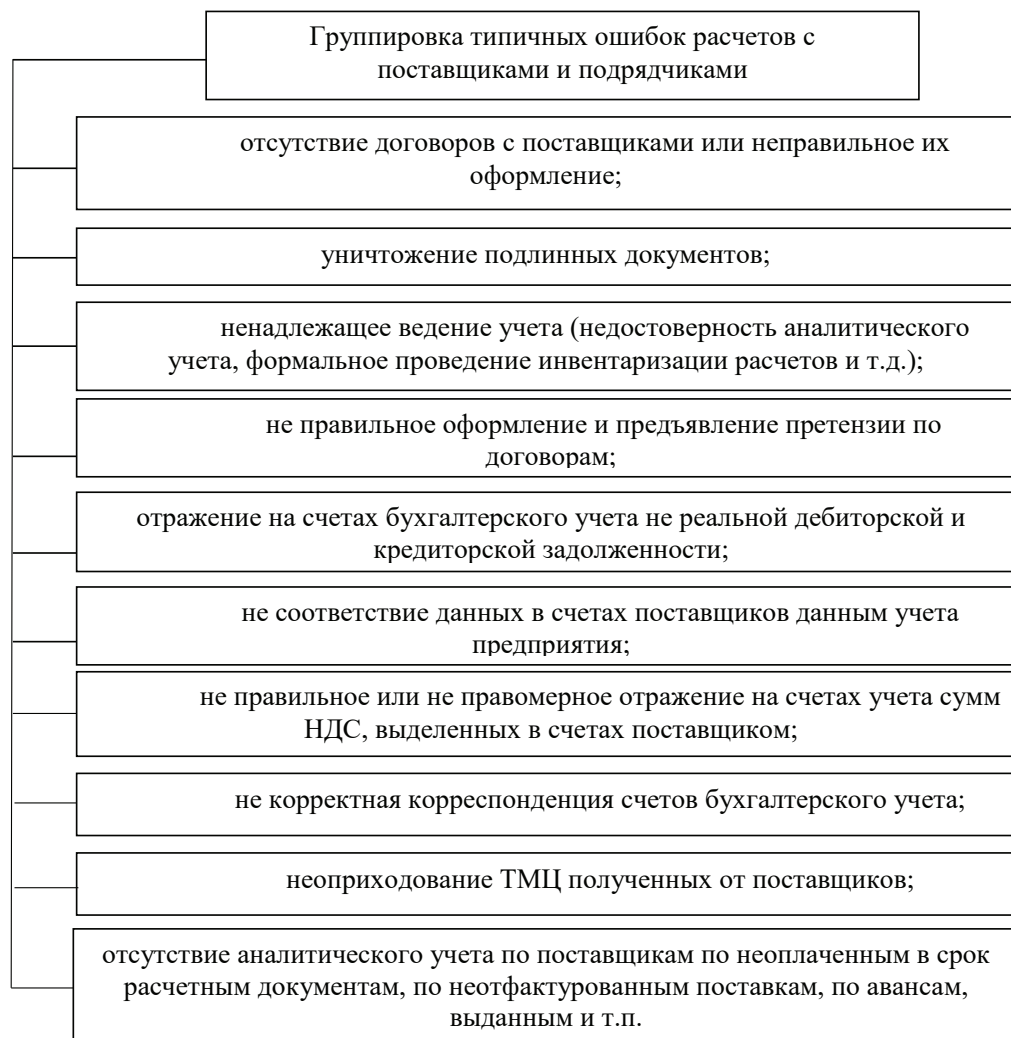 Группировка типичных ошибок расчетов с
поставщиками и подрядчиками
отсутствие договоров с поставщиками или неправильное их
оформление;
уничтожение подлинных документов;
ненадлежащее ведение учета (недостоверность аналитического
учета, формальное проведение инвентаризации расчетов и т.д.);
не правильное оформление и предъявление претензии по
договорам;
отражение на счетах бухгалтерского учета не реальной дебиторской и
кредиторской задолженности;
не соответствие данных в счетах поставщиков данным учета
предприятия;
не правильное или не правомерное отражение на счетах учета сумм
НДС, выделенных в счетах поставщиком;
не корректная корреспонденция счетов бухгалтерского учета;
неоприходование ТМЦ полученных от поставщиков;
отсутствие аналитического учета по поставщикам по неоплаченным в срок
расчетным документам, по неотфактурованным поставкам, по авансам,
выданным и т.п.